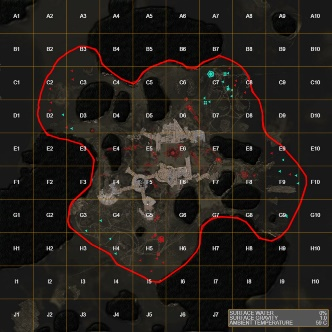 A1 A2 A3 A4 A5 A6 A7 A8 A9 A10
B1 B2 B3 B4 B5 B6 B7 B8 B9 B10
C1 C2 C3 C4 C5 C6 C7 C8 C9 C10
D1 D2 D3 D4 D5 D6 D7 D8 D9 D10
E1 E2 E3 E4 E5 E6 E7 E8 E9 E10
F1 F2 F3 F4 F5 F6 F7 F8 F9 F10
G1 G2 G3 G4 G5 G6 G7 G8 G9 G10
H1 H2 H3 H4 H5 H6 H7 H8 H9 H10
I1 I2 I3 I4 I5 I6 I7 I8 I9 I10
J1 J2 J3 J4 J5 J6 J7
SURFACE WATER 0%
SURFACE GRAVITY 1.0
AMBIENT TEMPERATURE